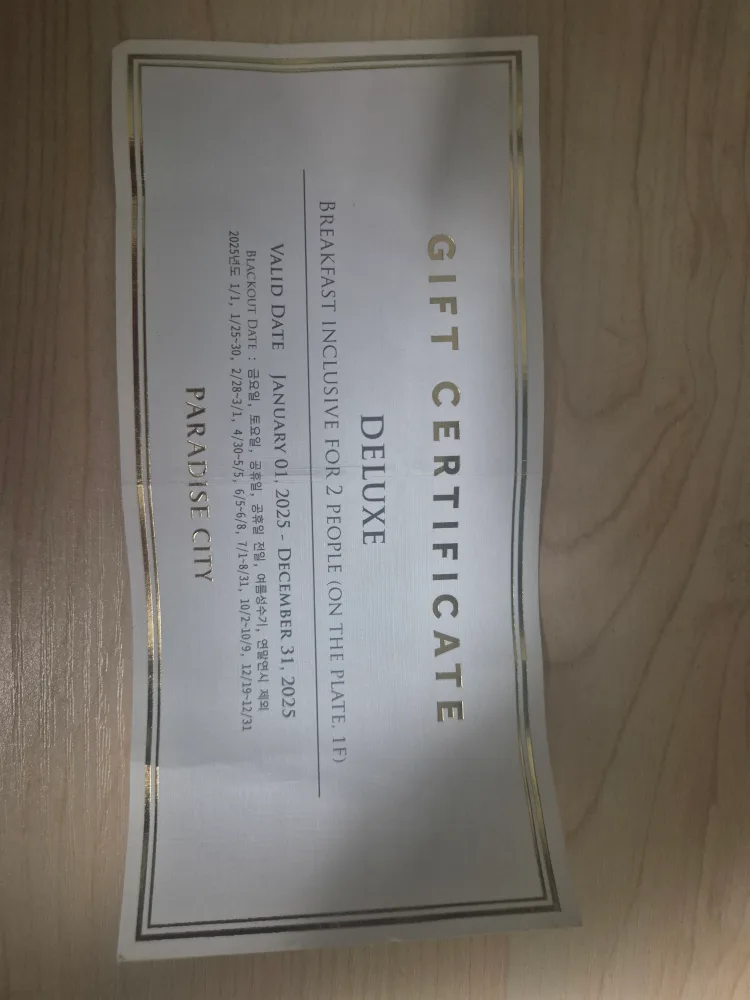 GIFT CERTIFICATE
DELUXE
BREAKFAST INCLUSIVE FOR 2 PEOPLE (ON THE PLATE, 1F)
VALID DATE JANUARY 01, 2025 - DECEMBER 31, 2025
BLACKOUT DATE : 금요일, 토요일, 공휴일, 공휴일 전일, 여름성수기, 연말연시 제외
2025년도 1/1, 1/25~30, 2/28~3/1, 4/30~5/5, 6/5~6/8, 7/1~8/31, 10/2~10/9, 12/19~12/31
PARADISE CITY